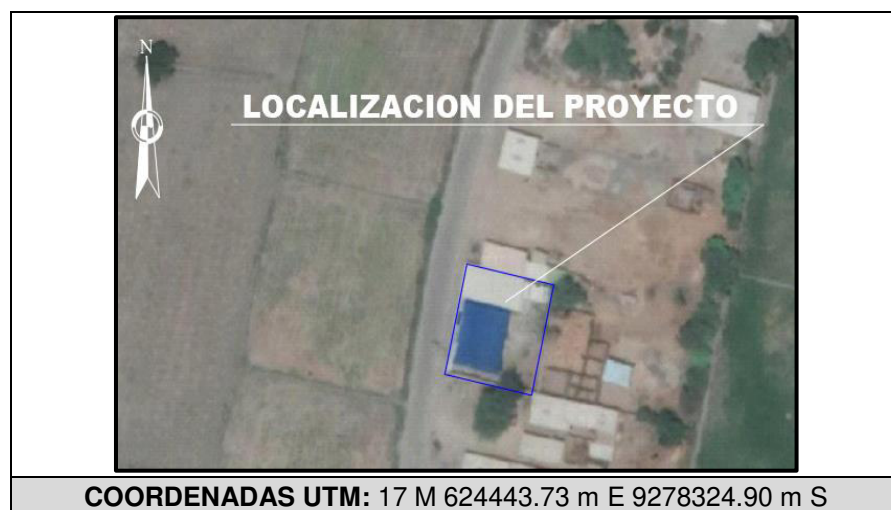 N
LOCALIZACION DEL PROYECTO
COORDENADAS UTM: 17 M 624443.73 m E 9278324.90 m S